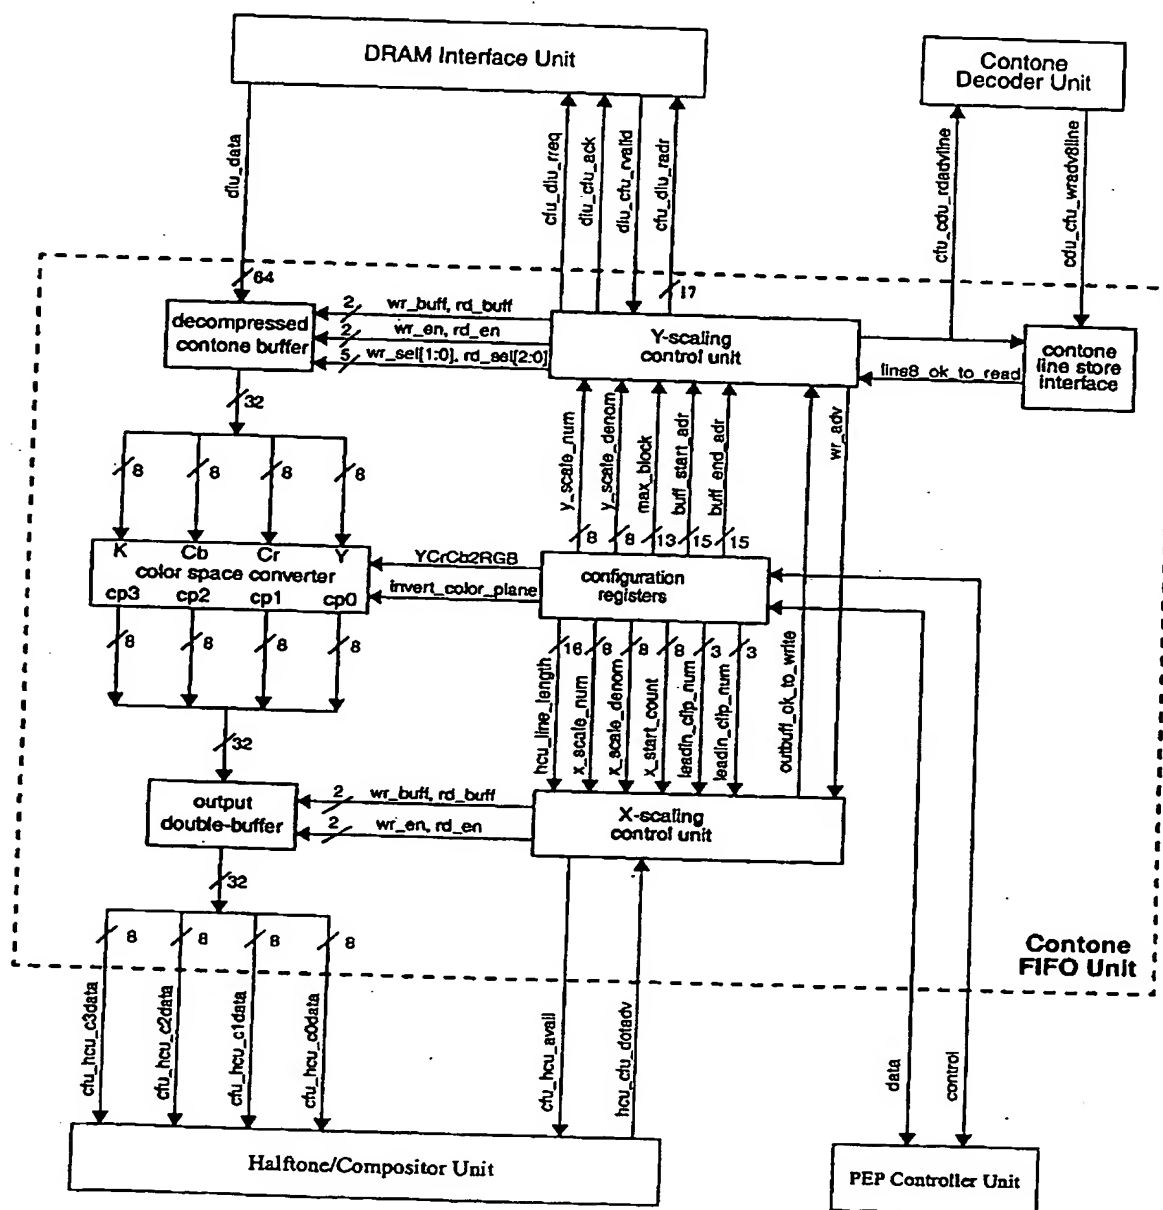 DRAM Interface Unit
Contone
Decoder Unit
diu_data
cfu_diu_rreq
diu_cfu_ack
diu_cfu_rvalid
cfu_diu_radr
cfu_cdu_rdadvline
cdu_cfu_wradv8line
64
17
decompressed
contone buffer
2
wr_buff, rd_buff
2
wr_en, rd_en
5
wr_sel[1:0], rd_sel[2:0]
Y-scaling
control unit
line8_ok_to_read
contone
line store
interface
32
8
8
8
8
y_scale_num
y_scale_denom
max_block
buff_start_adr
buff_end_adr
wr_adv
8
8
13
15
15
K
Cb
Cr
Y
color space converter
cp3
cp2
cp1
cp0
YCrCb2RGB
invert_color_plane
configuration
registers
8
8
8
8
16
8
8
8
3
3
hcu_line_length
x_scale_num
x_scale_denom
x_start_count
leadin_clip_num
leadin_clip_num
outbuff_ok_to_write
32
output
double-buffer
2
wr_buff, rd_buff
2
wr_en, rd_en
X-scaling
control unit
32
8
8
8
8
Contone
FIFO Unit
cfu_hcu_c3data
cfu_hcu_c2data
cfu_hcu_c1data
cfu_hcu_c0data
cfu_hcu_avail
hcu_cfu_dotadv
data
control
Halftone/Compositor Unit
PEP Controller Unit